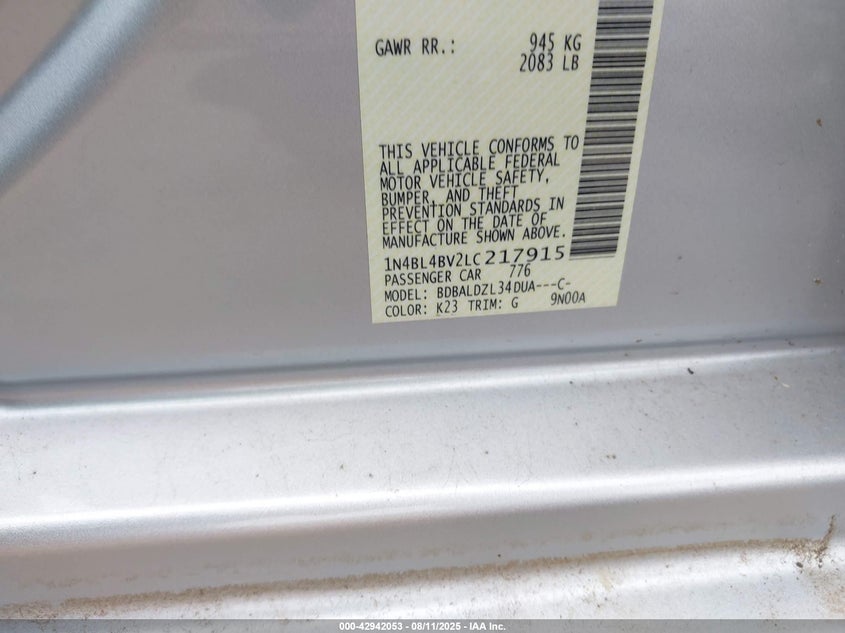 GAWR RR.: 945 KG
2083 LB
THIS VEHICLE CONFORMS TO
ALL APPLICABLE FEDERAL
MOTOR VEHICLE SAFETY,
BUMPER, AND THEFT
PREVENTION STANDARDS IN
EFFECT ON THE DATE OF
MANUFACTURE SHOWN ABOVE.
1N4BL4BV2LC217915
PASSENGER CAR 776
MODEL: BDBALDZL34DUA---C-
COLOR: K23 TRIM: G 9N00A
000-42942053 - 08/11/2025 - IAA Inc.